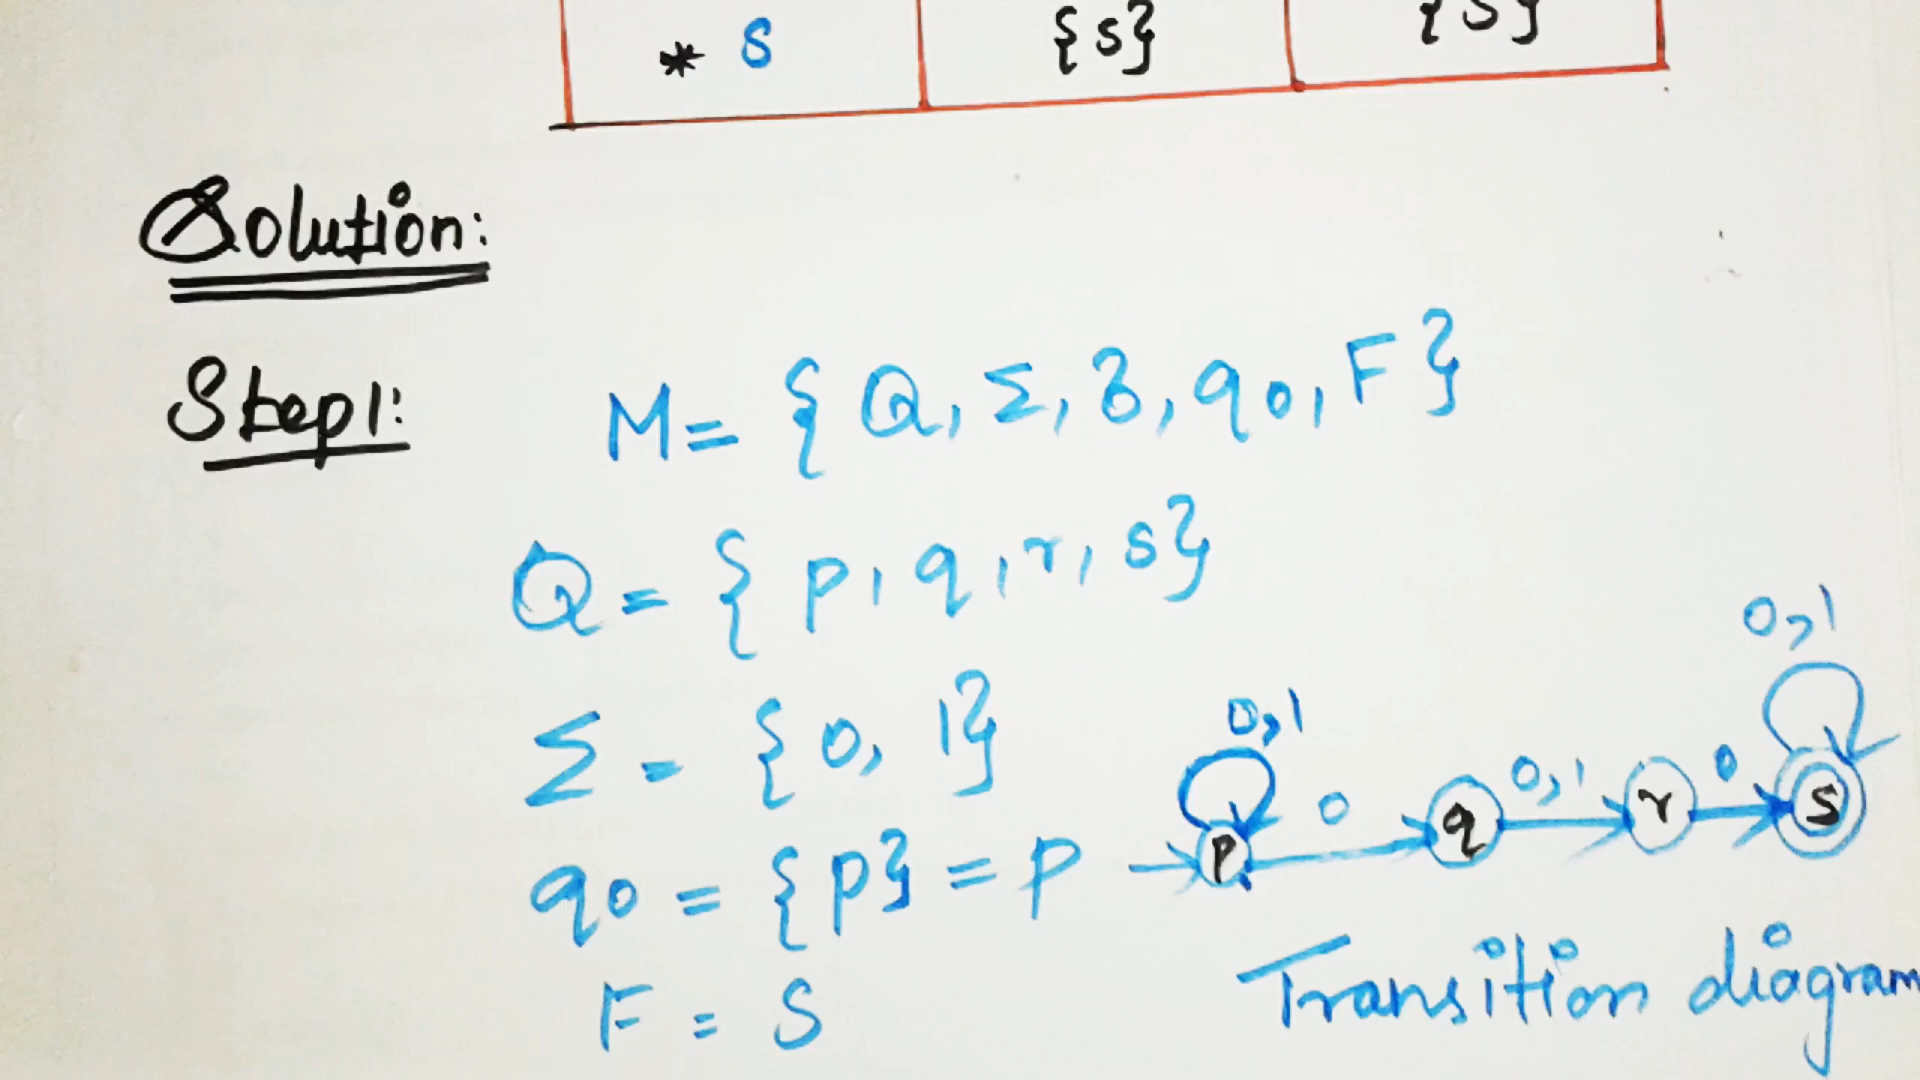 * s {s} {s}
Solution:
Step1:
M= { Q, Σ, δ, q0, F }
Q = { p, q, r, s}
Σ = {0, 1}
q0 = {p} = p
F = S
0,1 0,1
0 0,1 0
p q r s
Transition diagram